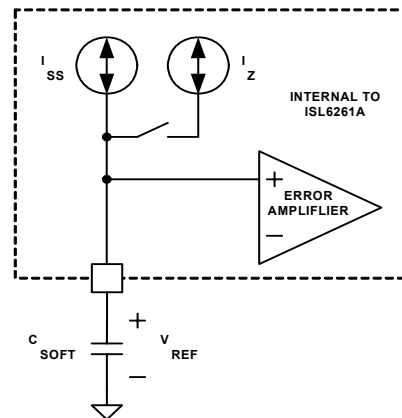 I SS
I Z
INTERNAL TO
ISL6261A
+
ERROR
AMPLIFLIER
—
+
C SOFT
V REF
—